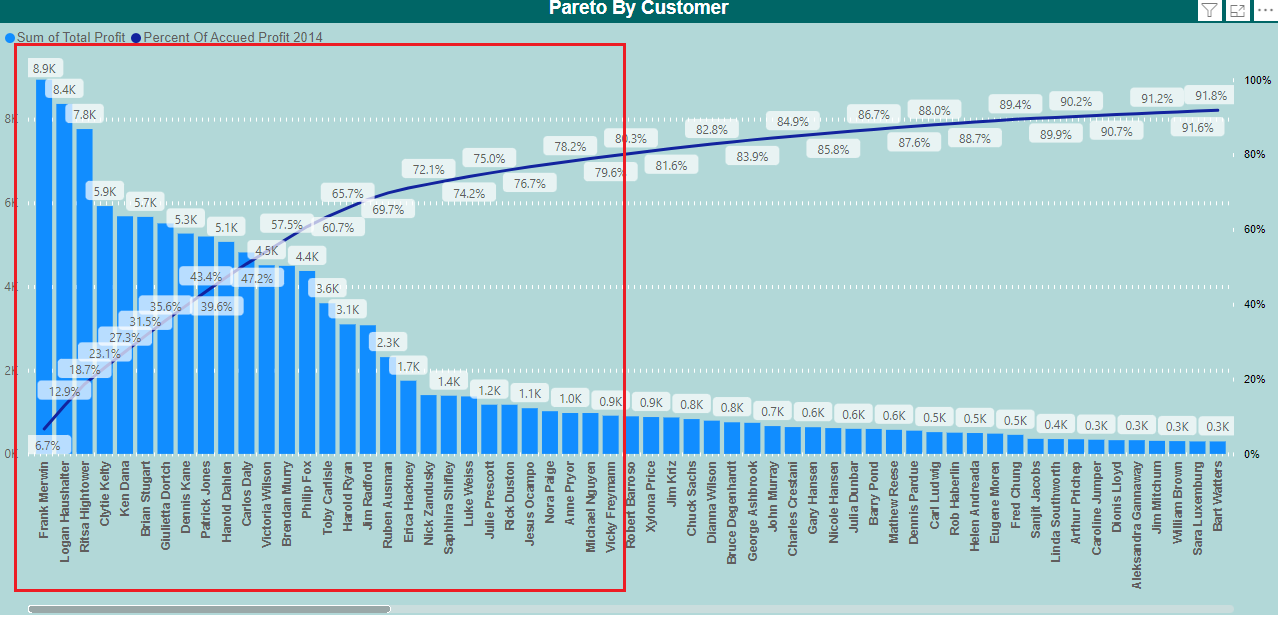 Pareto By Customer
Sum of Total Profit Percent Of Accued Profit 2014
8.9K
8.4K
7.8K
5.9K
5.7K
5.3K
5.1K
4.5K
4.4K
3.6K
3.1K
2.3K
1.7K
1.4K
1.2K
1.1K
1.0K
0.9K
0.9K
0.8K
0.8K
0.7K
0.6K
0.6K
0.6K
0.5K
0.5K
0.5K
0.4K
0.3K
0.3K
0.3K
0.3K
6.7%
12.9%
18.7%
23.1%
27.3%
31.5%
35.6%
39.6%
43.4%
47.2%
57.5%
60.7%
65.7%
69.7%
72.1%
74.2%
75.0%
76.7%
78.2%
79.6%
80.3%
81.6%
82.8%
83.9%
84.9%
85.8%
86.7%
87.6%
88.0%
88.7%
89.4%
89.9%
90.2%
90.7%
91.2%
91.6%
91.8%
8K
6K
4K
2K
0K
100%
80%
60%
40%
20%
0%
Frank Merwin
Logan Haushalter
Ritsa Hightower
Clytie Kelty
Ken Dana
Brian Stugart
Giulietta Dortch
Dennis Kane
Patrick Jones
Harold Dahlen
Carlos Daly
Victoria Wilson
Brendan Murry
Philip Fox
Toby Carlisle
Harold Ryan
Jim Radford
Ruben Ausman
Erica Hackney
Nick Zandusky
Saphhira Shifley
Luke Weiss
Julie Prescott
Rick Duston
Jesus Ocampo
Nora Paige
Anne Pryor
Michael Nguyen
Vicky Freymann
Robert Barroso
Xylona Price
Jim Kriz
Chuck Sachs
Dianna Wilson
Bruce Degenhardt
George Ashbrook
John Murray
Charles Crestani
Gary Hansen
Nicole Hansen
Julia Dunbar
Barry Pond
Mathew Reese
Dennis Pardue
Carl Ludwig
Rob Haberlin
Helen Andreada
Eugene Moren
Fred Chung
Sanjit Jacobs
Linda Southworth
Arthur Prichep
Caroline Jumper
Dionis Lloyd
Aleksandra Gannaway
Jim Mitchum
William Brown
Sara Luxemburg
Bart Watters